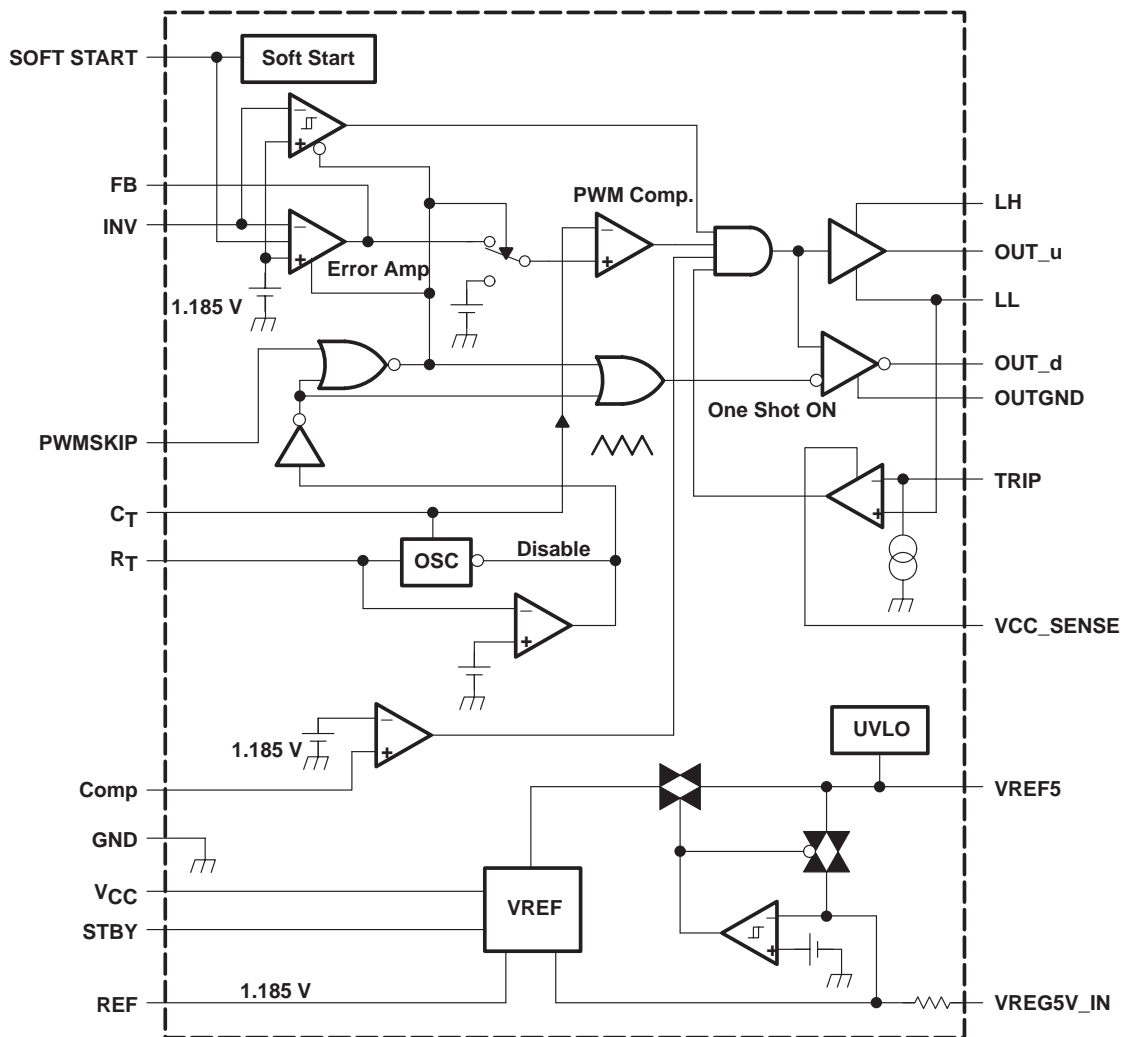 SOFT START
Soft Start
FB
PWM Comp.
LH
INV
OUT_u
Error Amp
1.185 V
LL
OUT_d
One Shot ON
OUTGND
PWMSKIP
TRIP
CT
RT
OSC
Disable
VCC_SENSE
1.185 V
UVLO
Comp
VREF5
GND
VCC
VREF
STBY
REF
1.185 V
VREG5V_IN